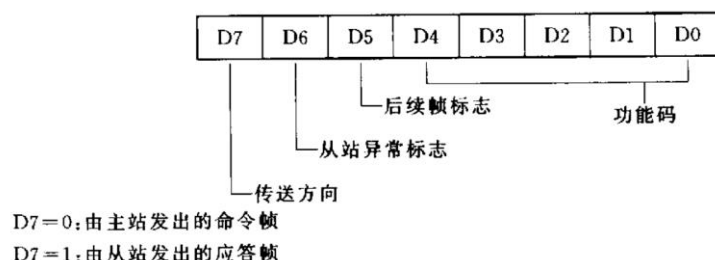 D7 D6 D5 D4 D3 D2 D1 D0
后续帧标志
功能码
从站异常标志
传送方向
D7=0:由主站发出的命令帧
D7=1:由从站发出的应答帧